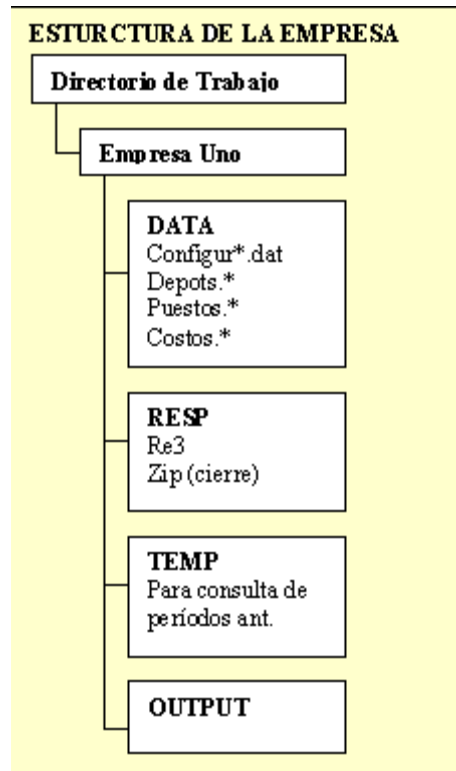 ESTURCTURA DE LA EMPRESA
Directorio de Trabajo
Empresa Uno
DATA
Configur*.dat
Depots.*
Puestos.*
Costos.*
RESP
Re3
Zip (cierre)
TEMP
Para consulta de
períodos ant.
OUTPUT